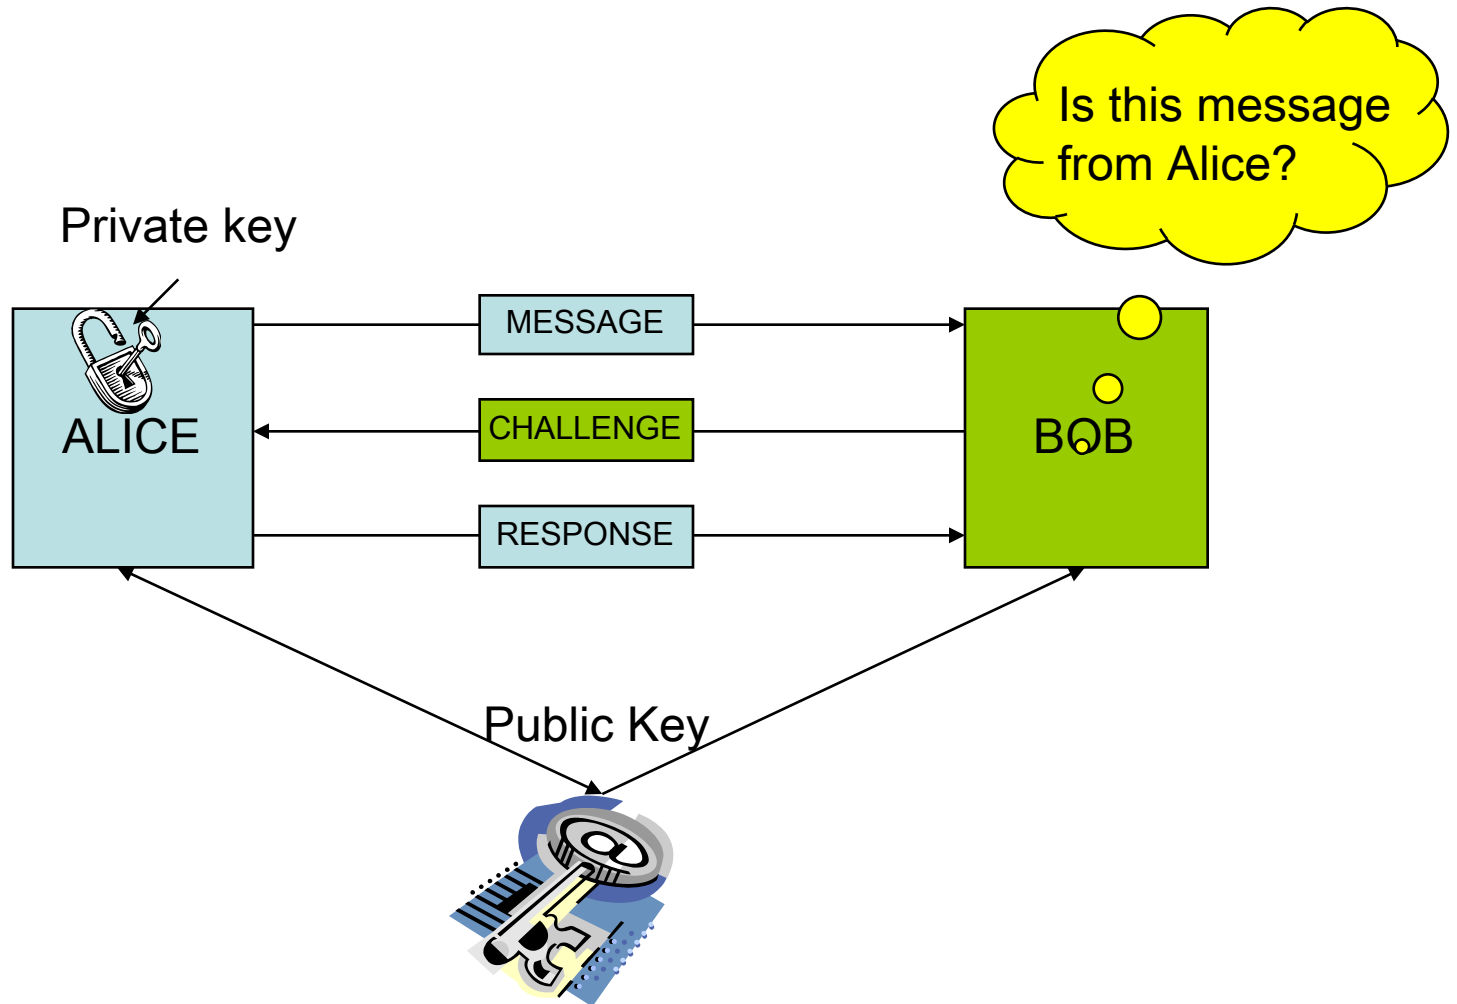 Is this message
from Alice?
Private key
MESSAGE
CHALLENGE
ALICE
BOB
RESPONSE
Public Key